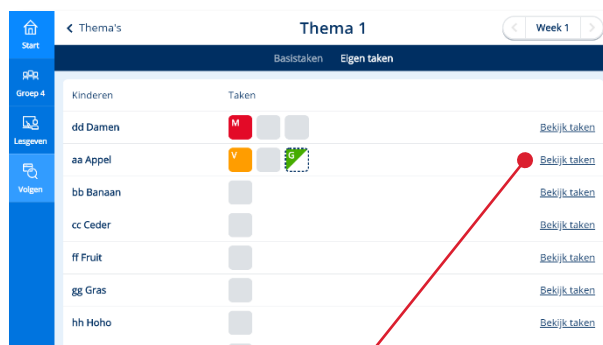 Start
Groep 4
Lesgeven
Volgen
Thema's
Thema 1
Week 1
Basistaken Eigen taken
Kinderen Taken
dd Damen M Bekijk taken
aa Appel V G Bekijk taken
bb Banaan Bekijk taken
cc Ceder Bekijk taken
ff Fruit Bekijk taken
gg Gras Bekijk taken
hh Hoho Bekijk taken